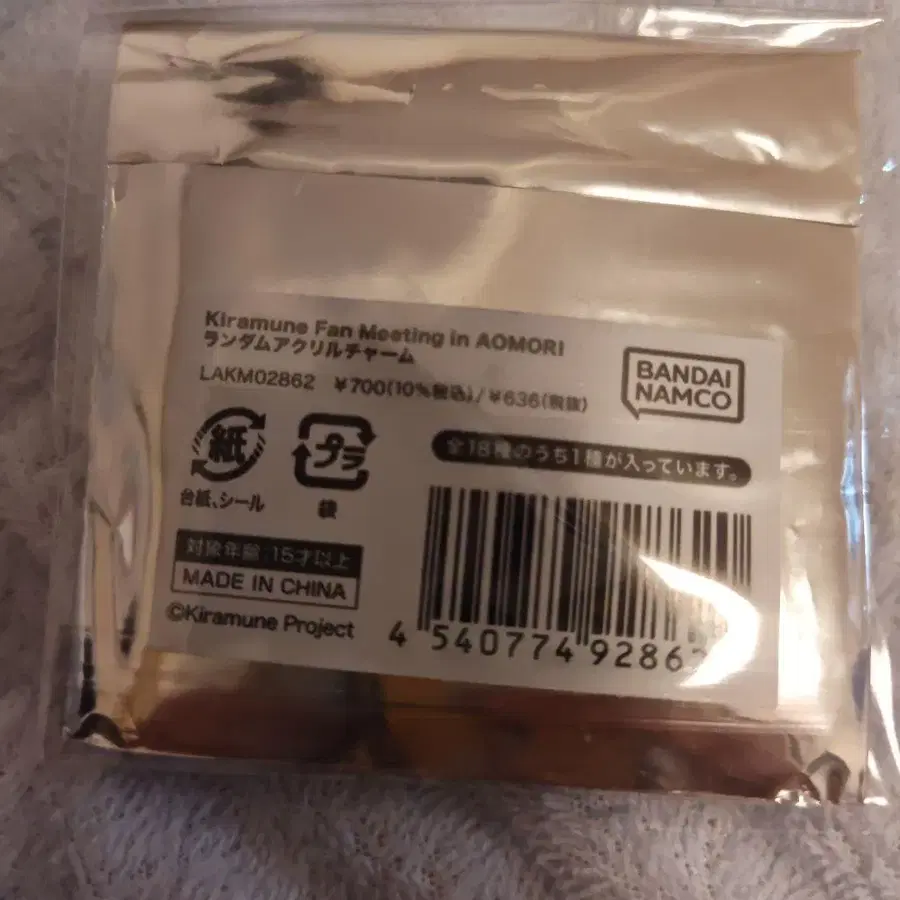 Kiramune Fan Meeting in AOMORI
ランダムアクリルチャーム
LAKM02862 ¥700(10%税込)/¥636(税抜)
BANDAI
NAMCO
紙
プラ
台紙、シール
袋
全18種のうち1種が入っています。
対象年齢 15才以上
MADE IN CHINA
©Kiramune Project
4 540774 92862